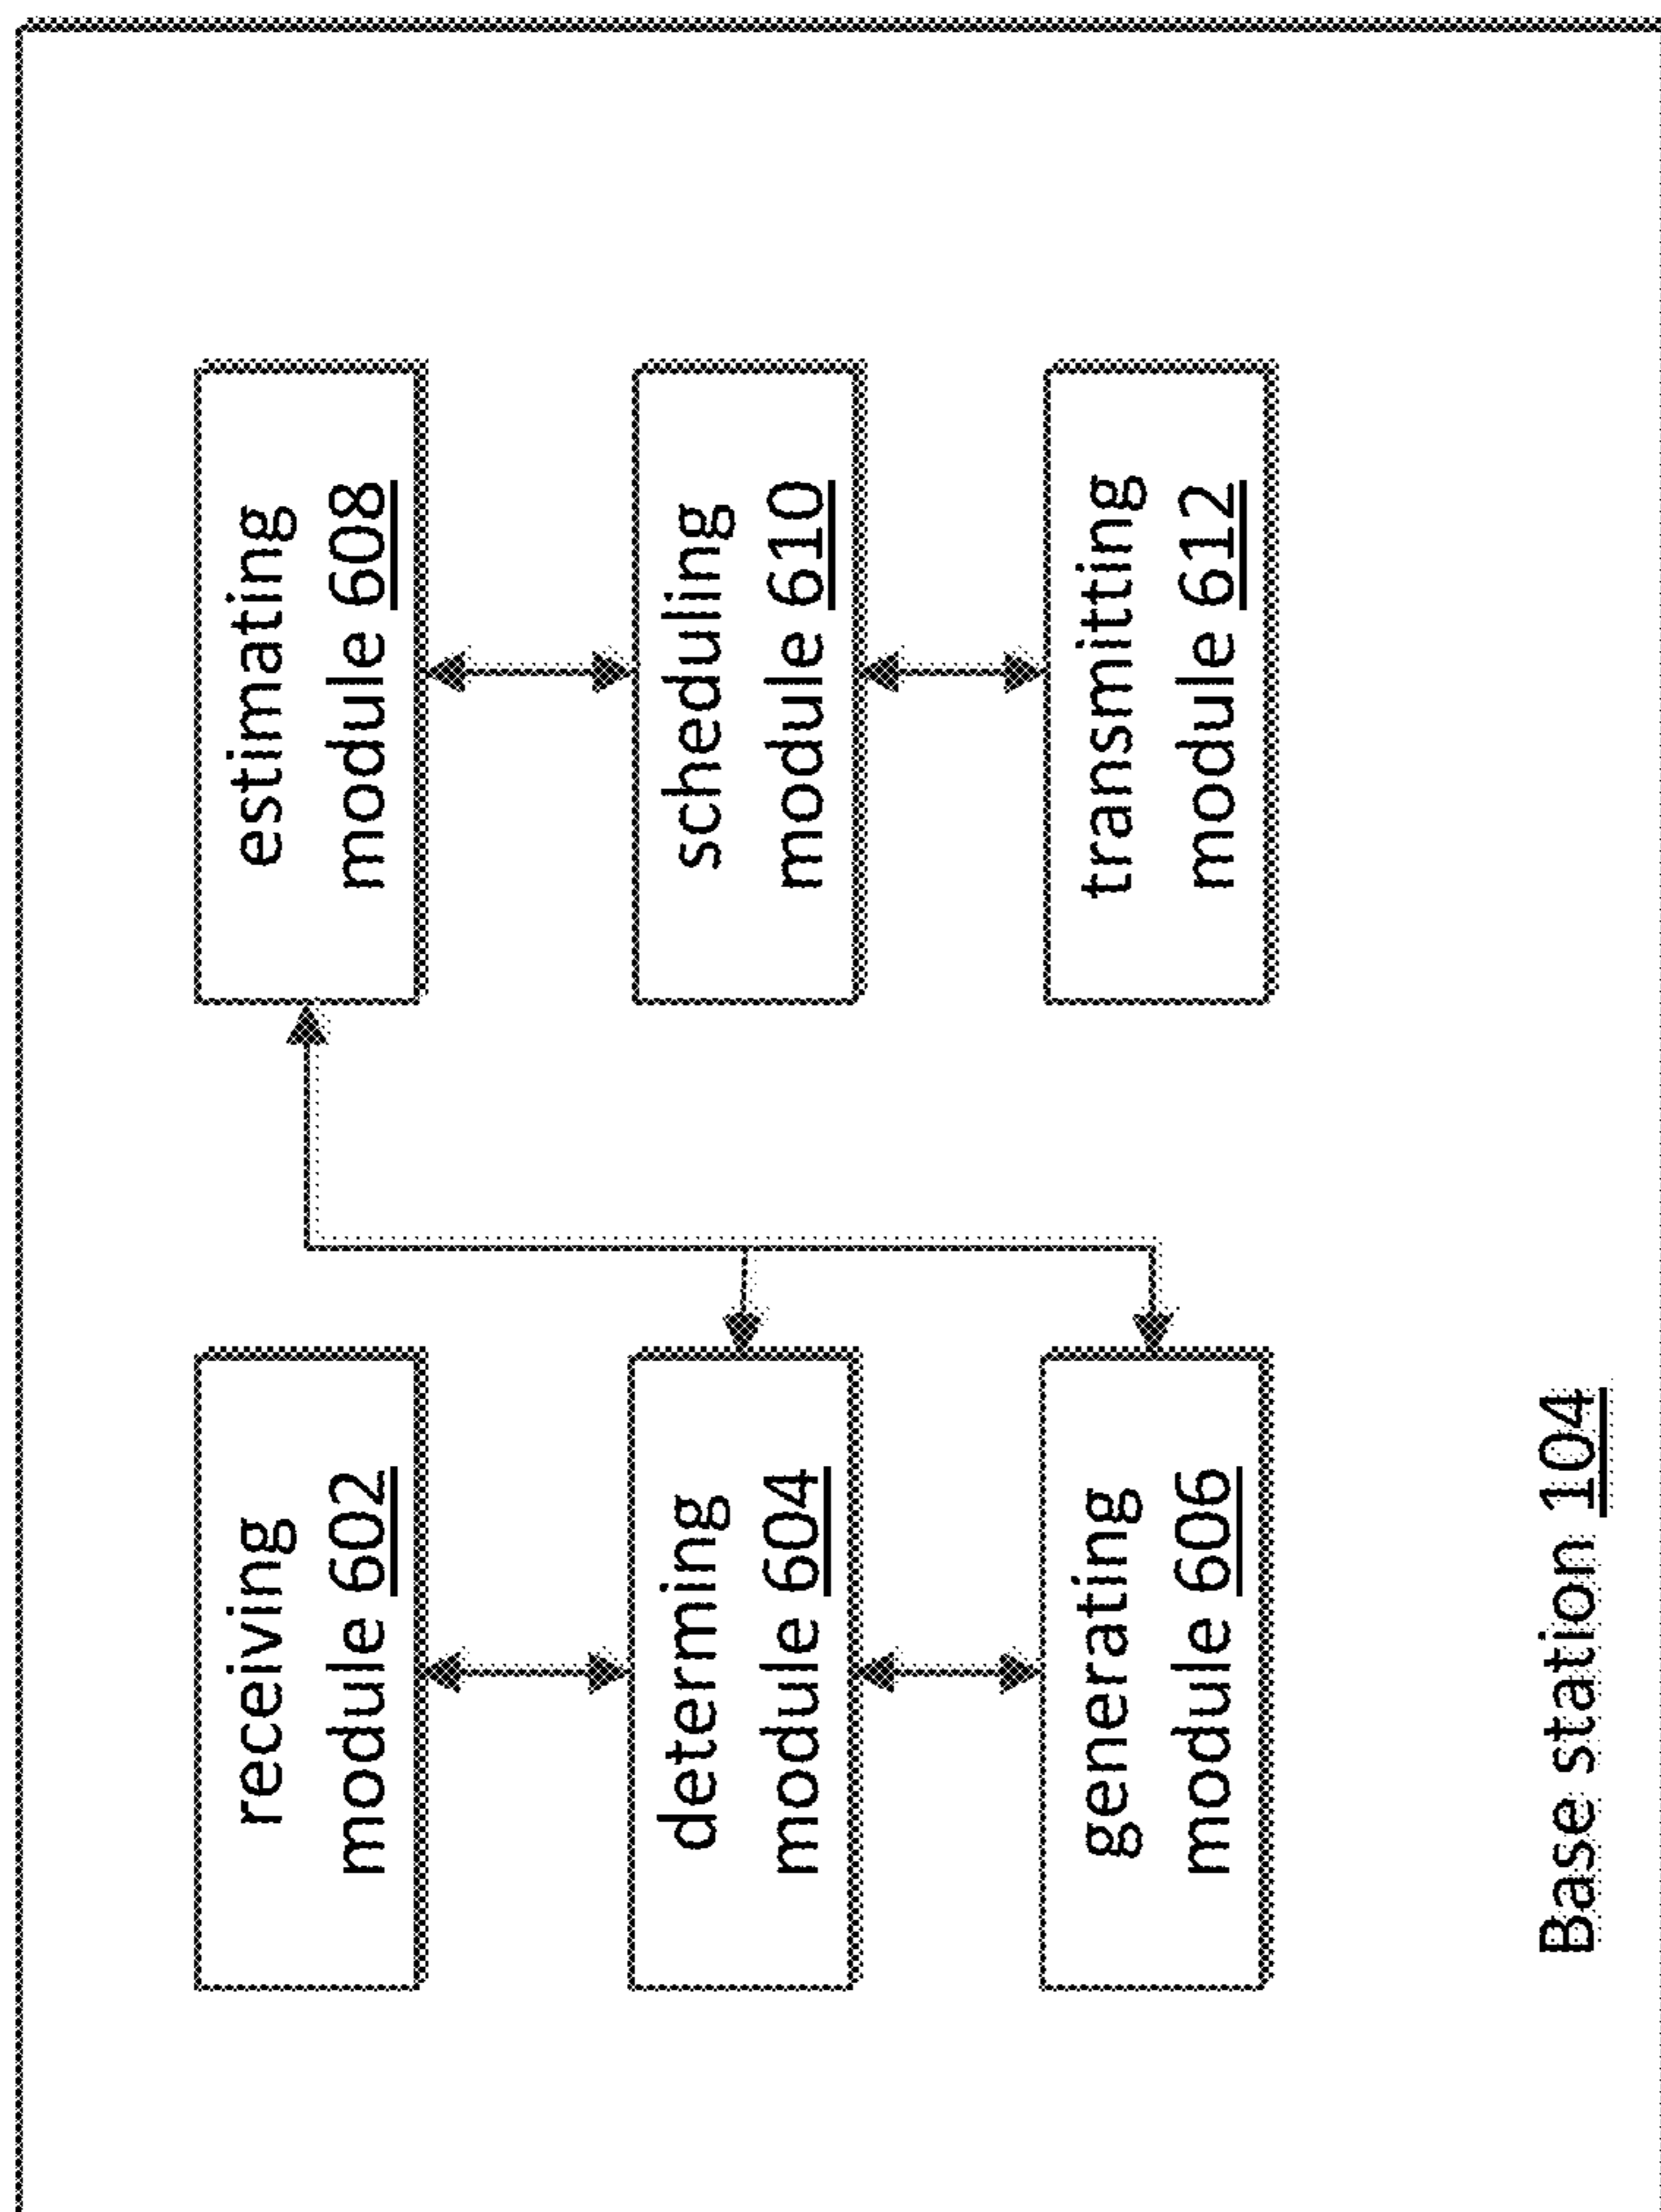 receiving
module 602
determing
module 604
generating
module 606
estimating
module 608
scheduling
module 610
transmitting
module 612
Base station 104